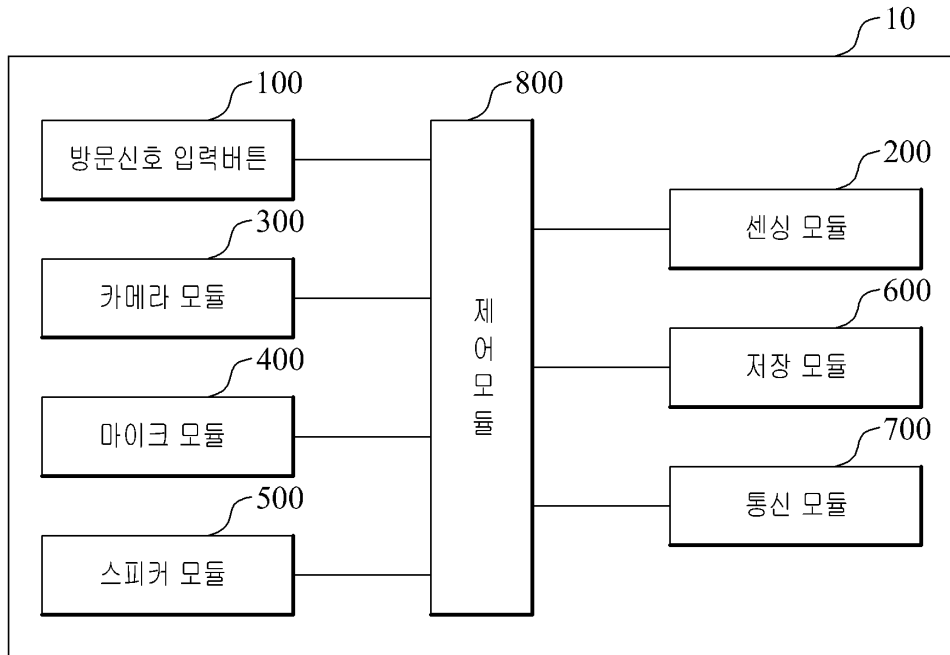 10
100
방문신호 입력버튼
300
카메라 모듈
400
마이크 모듈
500
스피커 모듈
800
제어모듈
200
센싱 모듈
600
저장 모듈
700
통신 모듈